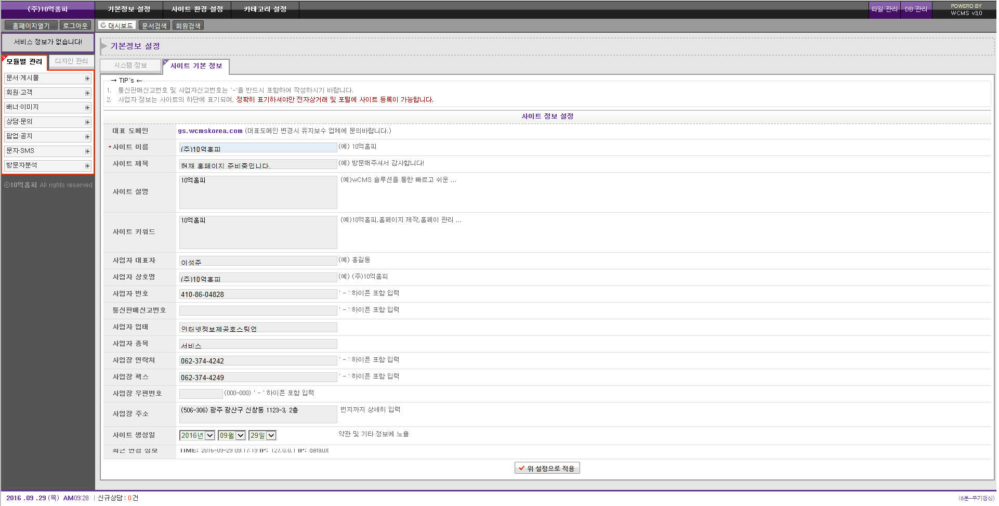 (주)10억홈피
기본정보 설정
사이트 환경 설정
카테고리 설정
파일 관리
DB 관리
POWERD BY
WCMS v3.0
홈페이지열기
로그아웃
대시보드
문서검색
회원검색
서비스 정보가 없습니다!
모듈별 관리
디자인 관리
문서·게시물
회원·고객
배너·이미지
상담·문의
팝업·공지
문자·SMS
방문자분석
ⓒ10억홈피 All rights reserved
기본정보 설정
시스템 정보
사이트 기본 정보
→ TIP's ←
1. 통신판매신고번호 및 사업자신고번호는 '-'을 반드시 포함하여 작성하시기 바랍니다.
2. 사업자 정보는 사이트의 하단에 표기되며, 정확히 표기하셔야만 전자상거래 및 포털에 사이트 등록이 가능합니다.
사이트 정보 설정
대표 도메인 gs.wcmskorea.com (대표도메인 변경시 유지보수 업체에 문의바랍니다.)
* 사이트 이름 (주)10억홈피 (예) 10억홈피
사이트 제목 현재 홈페이지 준비중입니다. (예) 방문해주셔서 감사합니다!
사이트 설명 10억홈피 (예)wCMS 솔루션을 통한 빠르고 쉬운 ...
사이트 키워드 10억홈피 (예)10억홈피,홈페이지 제작,홈페이 관리 ...
사업자 대표자 이성준 (예) 홍길동
사업자 상호명 (주)10억홈피 (예) (주)10억홈피
사업자 번호 410-86-04828 ' - ' 하이픈 포함 입력
통신판매신고번호 ' - ' 하이픈 포함 입력
사업자 업태 인터넷정보제공호스팅업
사업자 종목 서비스
사업장 연락처 062-374-4242 ' - ' 하이픈 포함 입력
사업장 팩스 062-374-4249 ' - ' 하이픈 포함 입력
사업장 우편번호 (000-000) ' - ' 하이픈 포함 입력
사업장 주소 (506-306) 광주 광산구 신창동 1123-3, 2층 번지까지 상세히 입력
사이트 생성일 2016년 09월 29일 약관 및 기타 정보에 노출
최근 변경 정보 TIME: 2016-09-29 09:17:19 IP: 127.0.0.1 IP: default
위 설정으로 적용
2016 .09 .29 (목) AM09:28 | 신규상담 : 0 건
(6분-주기갱신)